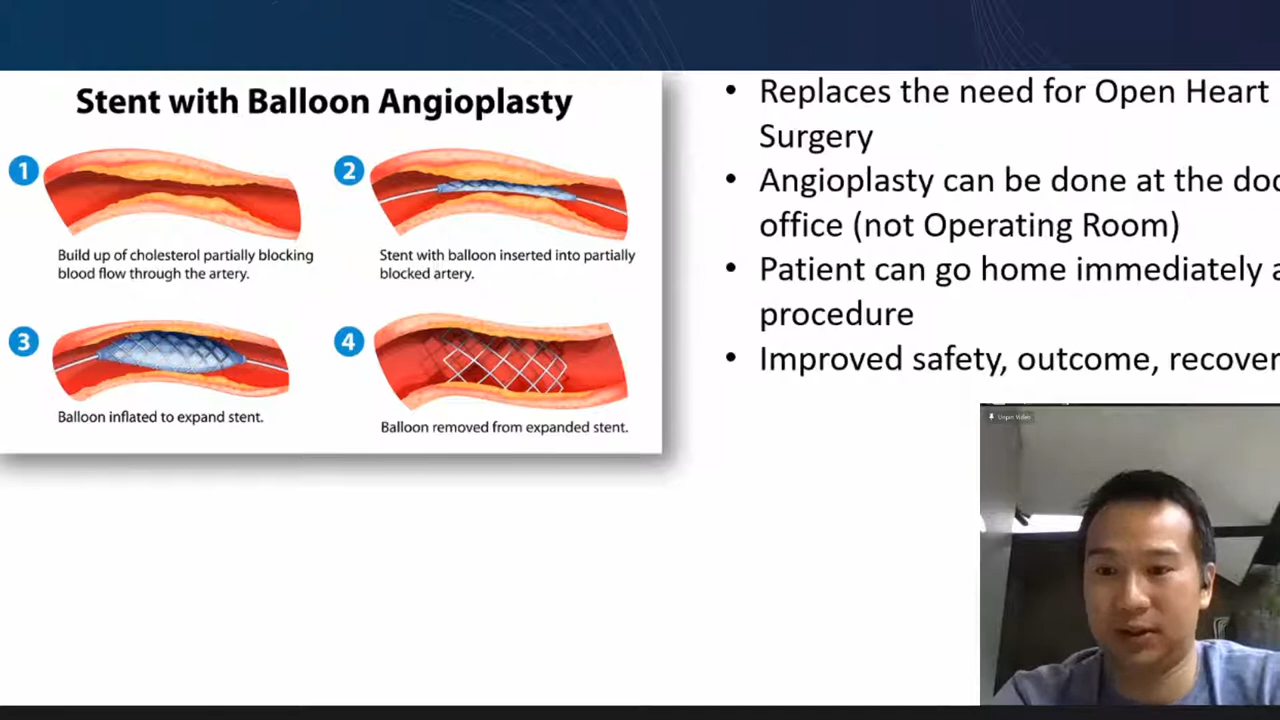 Stent with Balloon Angioplasty
1
2
Build up of cholesterol partially blocking
blood flow through the artery.
Stent with balloon inserted into partially
blocked artery.
3
4
Balloon inflated to expand stent.
Balloon removed from expanded stent.
• Replaces the need for Open Heart
Surgery
• Angioplasty can be done at the doc
office (not Operating Room)
• Patient can go home immediately a
procedure
• Improved safety, outcome, recover
Unpin Video